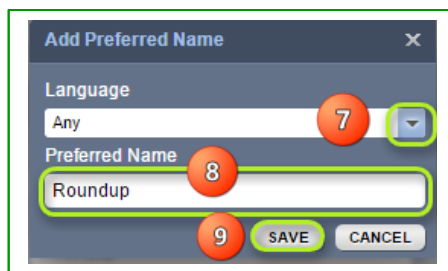 Add Preferred Name ×
Language
Any 7
Preferred Name
8
Roundup
9 SAVE CANCEL